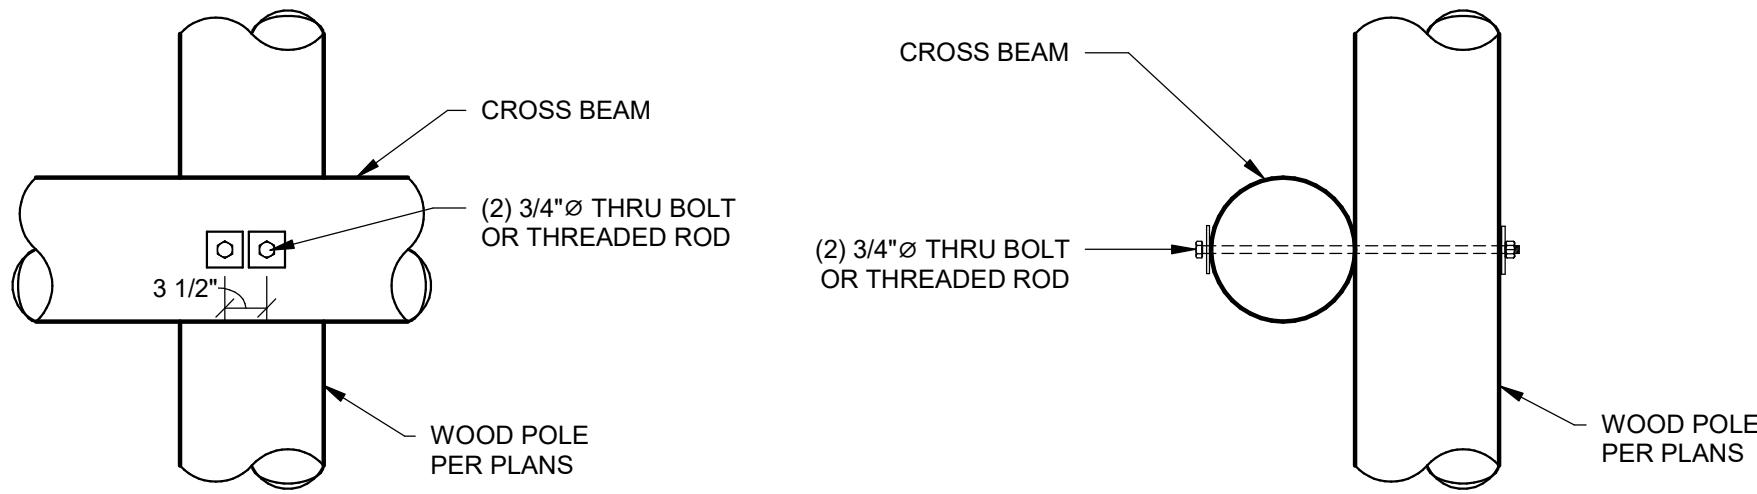 CROSS BEAM
(2) 3/4"∅ THRU BOLT
OR THREADED ROD
3 1/2"
WOOD POLE
PER PLANS
CROSS BEAM
(2) 3/4"∅ THRU BOLT
OR THREADED ROD
WOOD POLE
PER PLANS